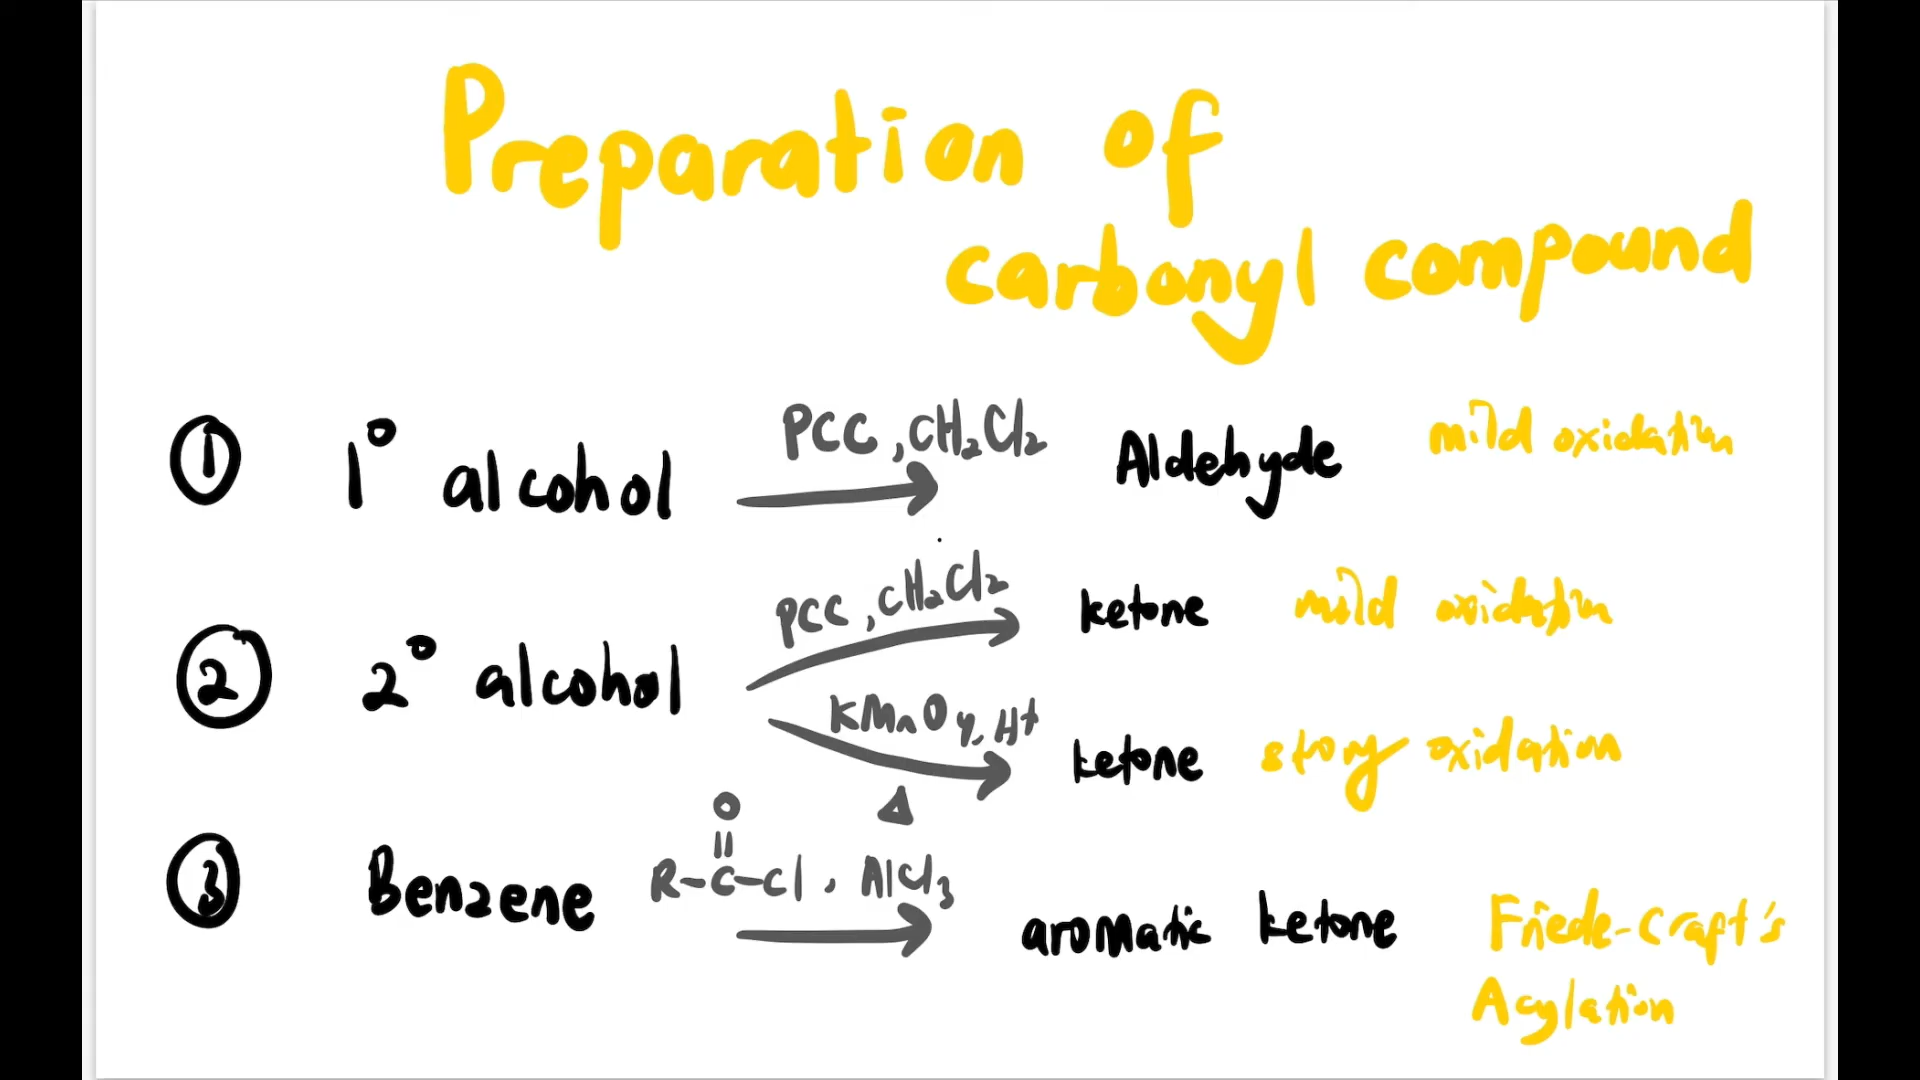 Preparation of
carbonyl compound
① 1° alcohol PCC, CH₂Cl₂ Aldehyde mild oxidation
② 2° alcohol PCC, CH₂Cl₂ ketone mild oxidation
KMnO₄, H⁺ Δ ketone strong oxidation
③ Benzene R-C(=O)-Cl, AlCl₃ aromatic ketone Friede-Craft's
Acylation